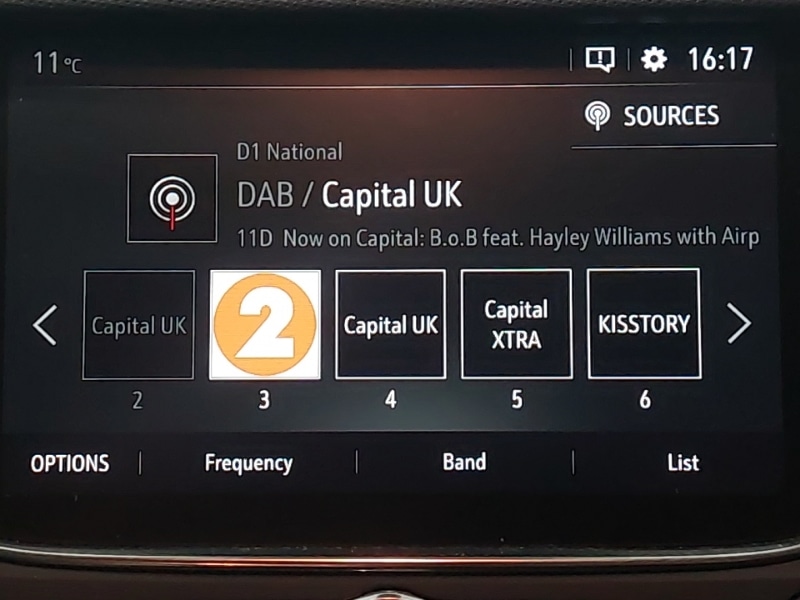 11°C
16:17
SOURCES
D1 National
DAB / Capital UK
11D Now on Capital: B.o.B feat. Hayley Williams with Airp
Capital UK
2
Capital UK
Capital
XTRA
KISSTORY
2
3
4
5
6
OPTIONS
Frequency
Band
List